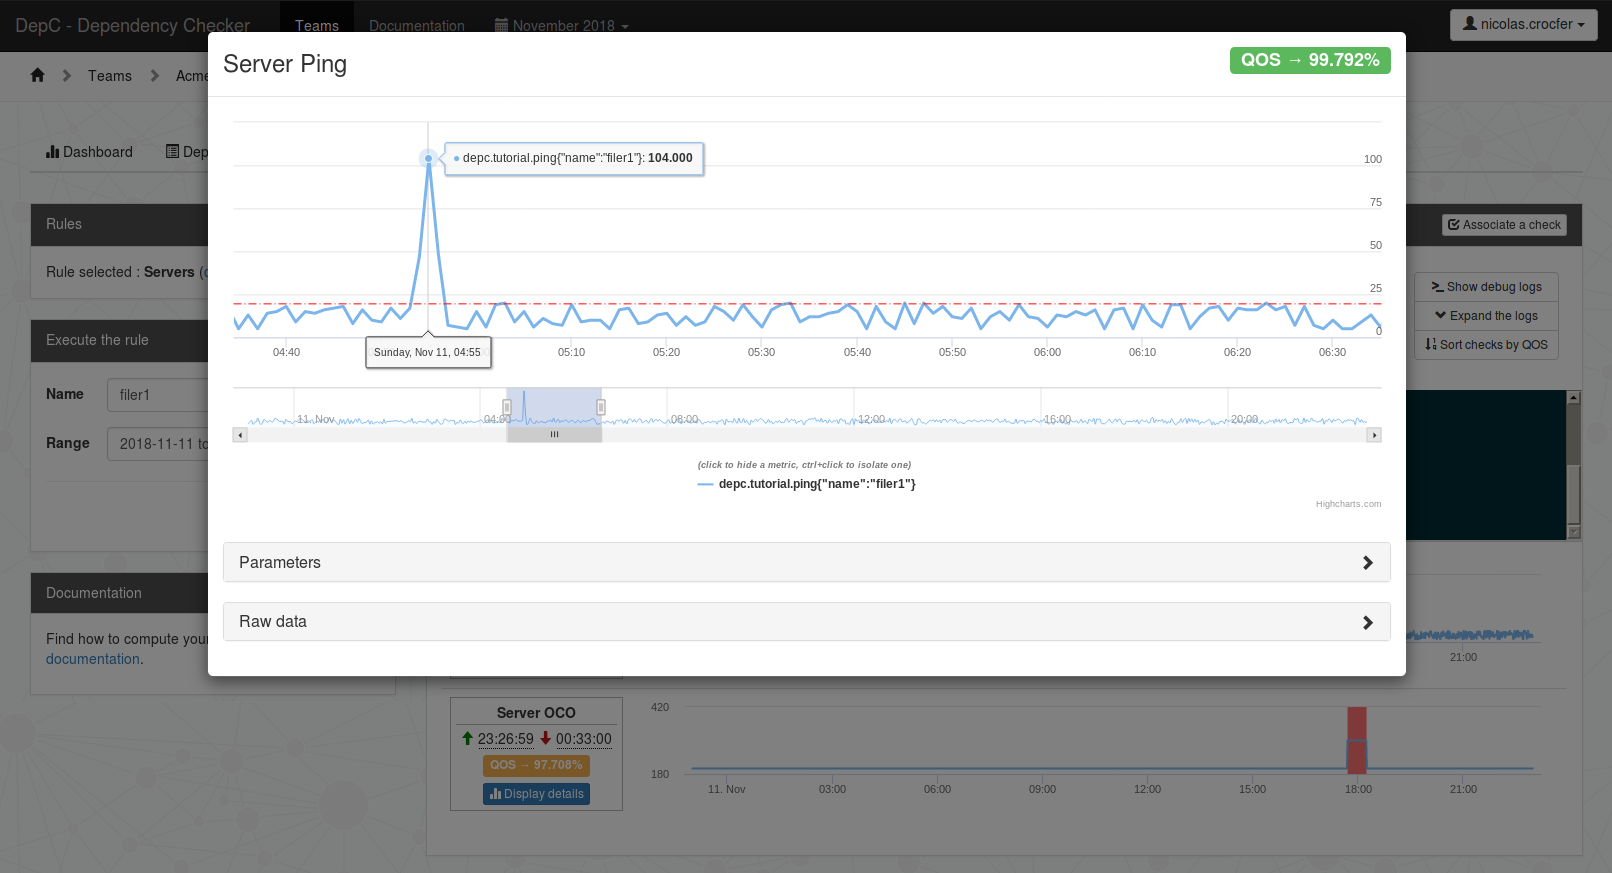 DepC - Dependency Checker
Teams
Documentation
November 2018
nicolas.crocfer
Teams
Acme
Server Ping
QOS → 99.792%
Dashboard
Dep
depc.tutorial.ping{"name":"filer1"}: 104.000
100
75
50
25
0
04:40
Sunday, Nov 11, 04:55
05:10
05:20
05:30
05:40
05:50
06:00
06:10
06:20
06:30
11. Nov
04:00
08:00
12:00
16:00
20:00
(click to hide a metric, ctrl+click to isolate one)
depc.tutorial.ping{"name":"filer1"}
Highcharts.com
Parameters
Raw data
Rules
Rule selected : Servers (
Execute the rule
Name
filer1
Range
2018-11-11 to
Documentation
Find how to compute your
documentation.
Associate a check
Show debug logs
Expand the logs
Sort checks by QOS
21:00
Server OCO
23:26:59
00:33:00
QOS → 97.708%
Display details
420
180
11. Nov
03:00
06:00
09:00
12:00
15:00
18:00
21:00